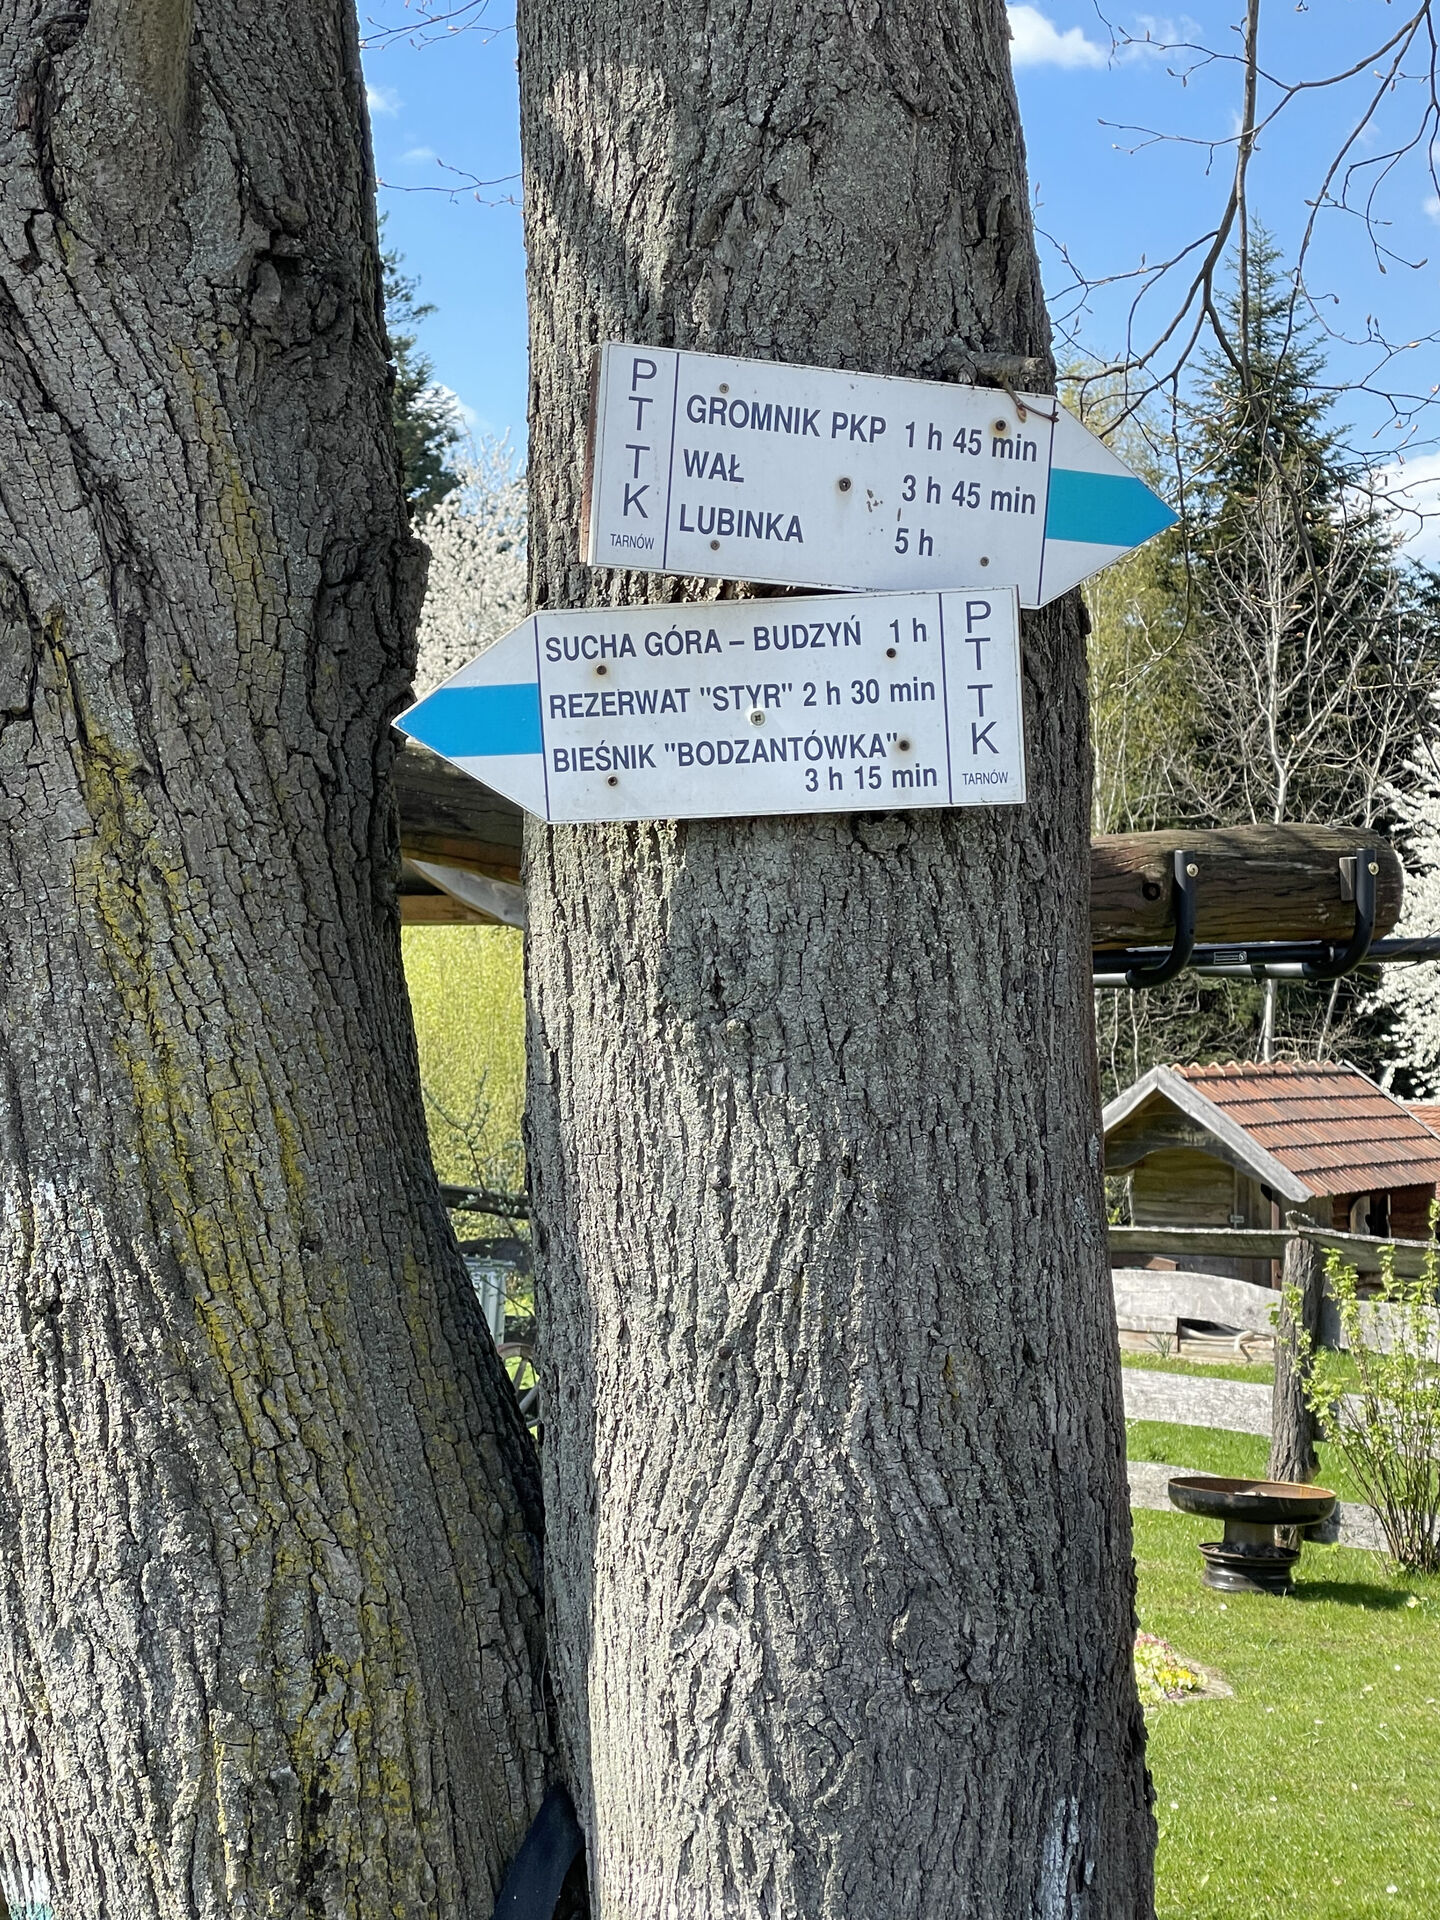 PTTK
TARNÓW
GROMNIK PKP 1 h 45 min
WAŁ 3 h 45 min
LUBINKA 5 h
SUCHA GÓRA – BUDZYŃ 1 h
REZERWAT "STYR" 2 h 30 min
BIEŚNIK "BODZANTÓWKA"
3 h 15 min
PTTK
TARNÓW